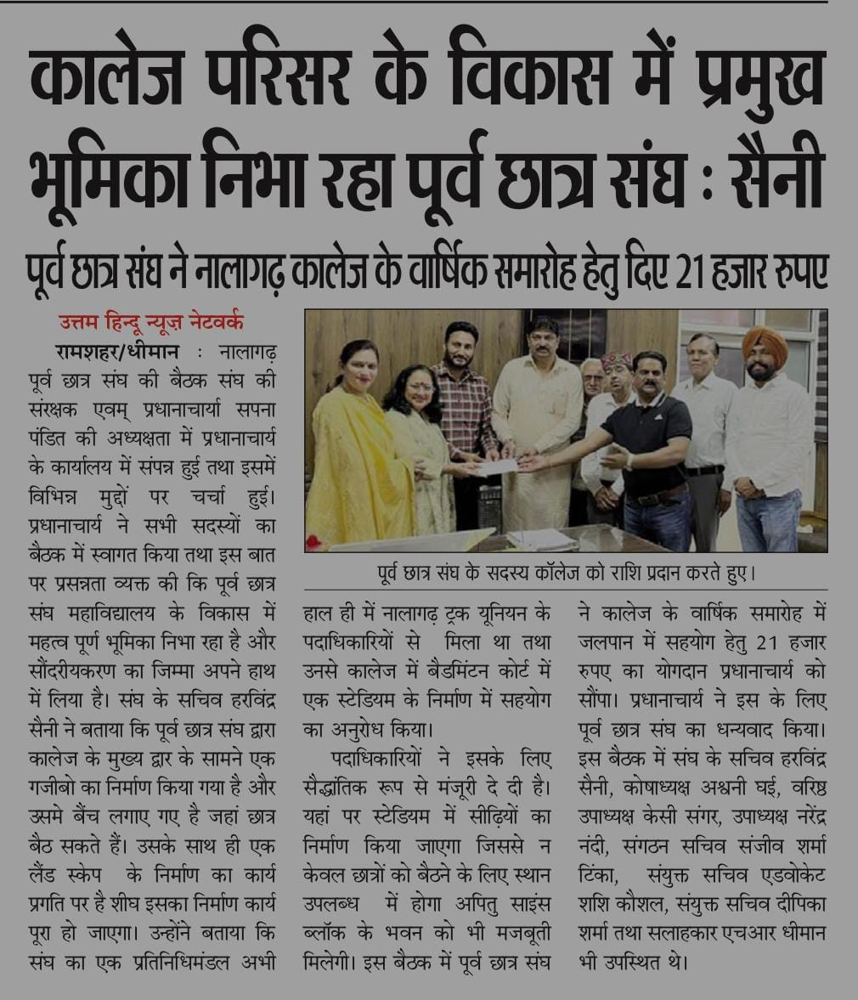 कालेज परिसर के विकास में प्रमुख
भूमिका निभा रहा पूर्व छात्र संघ : सैनी
पूर्व छात्र संघ ने नालागढ़ कालेज के वार्षिक समारोह हेतु दिए 21 हजार रुपए
उत्तम हिन्दू न्यूज़ नेटवर्क
रामशहर/धीमान : नालागढ़
पूर्व छात्र संघ की बैठक संघ की
संरक्षक एवम् प्रधानाचार्या सपना
पंडित की अध्यक्षता में प्रधानाचार्य
के कार्यालय में संपन्न हुई तथा इसमें
विभिन्न मुद्दों पर चर्चा हुई।
प्रधानाचार्य ने सभी सदस्यों का
बैठक में स्वागत किया तथा इस बात
पर प्रसन्नता व्यक्त की कि पूर्व छात्र
संघ महाविद्यालय के विकास में
महत्व पूर्ण भूमिका निभा रहा है और
सौंदरीयकरण का जिम्मा अपने हाथ
में लिया है। संघ के सचिव हरविंद्र
सैनी ने बताया कि पूर्व छात्र संघ द्वारा
कालेज के मुख्य द्वार के सामने एक
गजीबो का निर्माण किया गया है और
उसमे बैंच लगाए गए है जहां छात्र
बैठ सकते हैं। उसके साथ ही एक
लैंड स्केप के निर्माण का कार्य
प्रगति पर है शीघ इसका निर्माण कार्य
पूरा हो जाएगा। उन्होंने बताया कि
संघ का एक प्रतिनिधिमंडल अभी
पूर्व छात्र संघ के सदस्य कॉलेज को राशि प्रदान करते हुए।
हाल ही में नालागढ़ ट्रक यूनियन के
पदाधिकारियों से मिला था तथा
उनसे कालेज में बैडमिंटन कोर्ट में
एक स्टेडियम के निर्माण में सहयोग
का अनुरोध किया।
पदाधिकारियों ने इसके लिए
सैद्धांतिक रूप से मंजूरी दे दी है।
यहां पर स्टेडियम में सीढ़ियों का
निर्माण किया जाएगा जिससे न
केवल छात्रों को बैठने के लिए स्थान
उपलब्ध में होगा अपितु साइंस
ब्लॉक के भवन को भी मजबूती
मिलेगी। इस बैठक में पूर्व छात्र संघ
ने कालेज के वार्षिक समारोह में
जलपान में सहयोग हेतु 21 हजार
रुपए का योगदान प्रधानाचार्य को
सौंपा। प्रधानाचार्य ने इस के लिए
पूर्व छात्र संघ का धन्यवाद किया।
इस बैठक में संघ के सचिव हरविंद्र
सैनी, कोषाध्यक्ष अश्वनी घई, वरिष्ठ
उपाध्यक्ष केसी संगर, उपाध्यक्ष नरेंद्र
नंदी, संगठन सचिव संजीव शर्मा
टिंका, संयुक्त सचिव एडवोकेट
शशि कौशल, संयुक्त सचिव दीपिका
शर्मा तथा सलाहकार एचआर धीमान
भी उपस्थित थे।